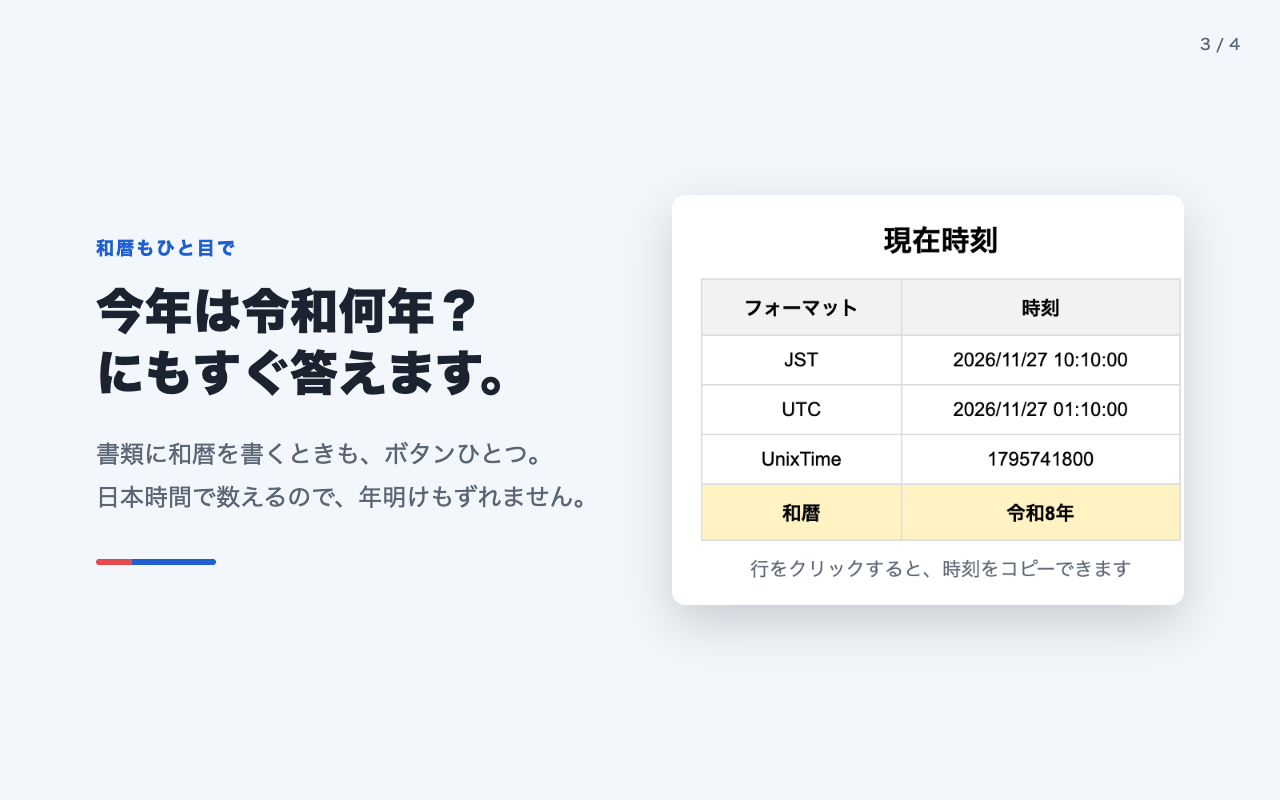 3 / 4
和暦もひと目で
今年は令和何年？
にもすぐ答えます。
書類に和暦を書くときも、ボタンひとつ。
日本時間で数えるので、年明けもずれません。
現在時刻
フォーマット 時刻
JST 2026/11/27 10:10:00
UTC 2026/11/27 01:10:00
UnixTime 1795741800
和暦 令和8年
行をクリックすると、時刻をコピーできます